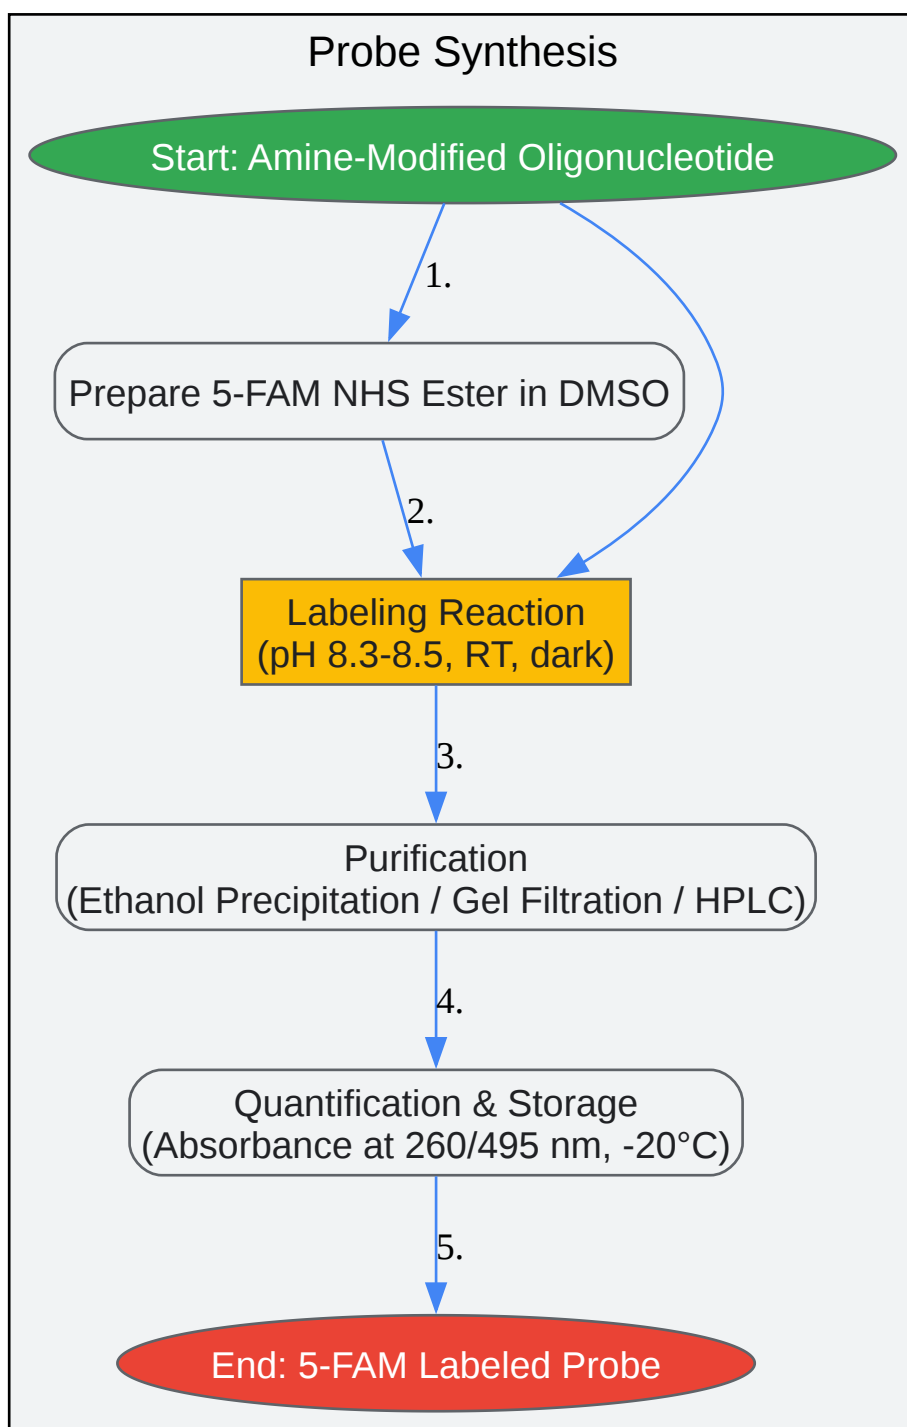 Probe Synthesis
Start: Amine-Modified Oligonucleotide
1.
Prepare 5-FAM NHS Ester in DMSO
2.
Labeling Reaction
(pH 8.3-8.5, RT, dark)
3.
Purification
(Ethanol Precipitation / Gel Filtration / HPLC)
4.
Quantification & Storage
(Absorbance at 260/495 nm, -20°C)
5.
End: 5-FAM Labeled Probe